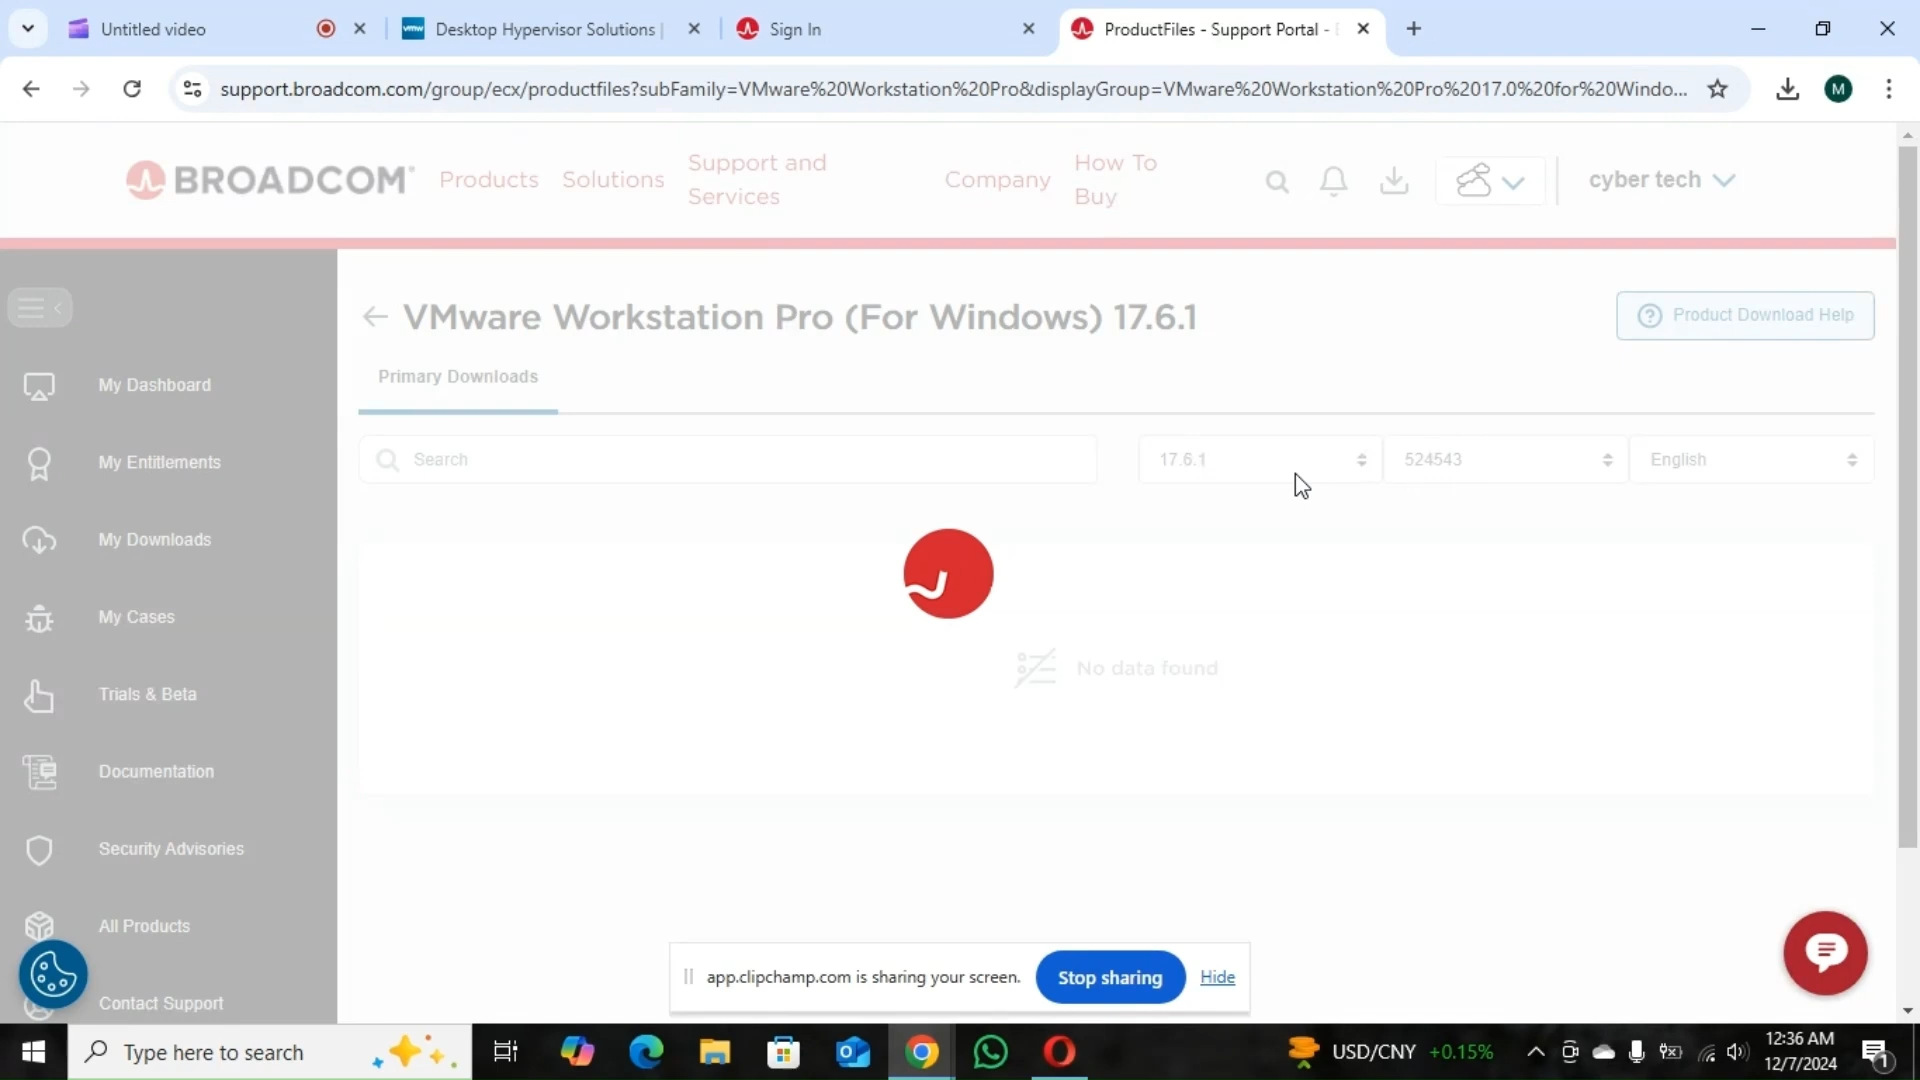 Untitled video
vmw
Desktop Hypervisor Solutions |
Sign In
ProductFiles - Support Portal -
support.broadcom.com/group/ecx/productfiles?subFamily=VMware%20Workstation%20Pro&displayGroup=VMware%20Workstation%20Pro%2017.0%20for%20Windo...
M
BROADCOM
Products
Solutions
Support and
Services
Company
How To
Buy
cyber tech
VMware Workstation Pro (For Windows) 17.6.1
Product Download Help
Primary Downloads
Search
17.6.1
524543
English
My Dashboard
My Entitlements
My Downloads
My Cases
Trials & Beta
Documentation
Security Advisories
All Products
Contact Support
No data found
app.clipchamp.com is sharing your screen.
Stop sharing
Hide
Type here to search
USD/CNY +0.15%
12:36 AM
12/7/2024
1